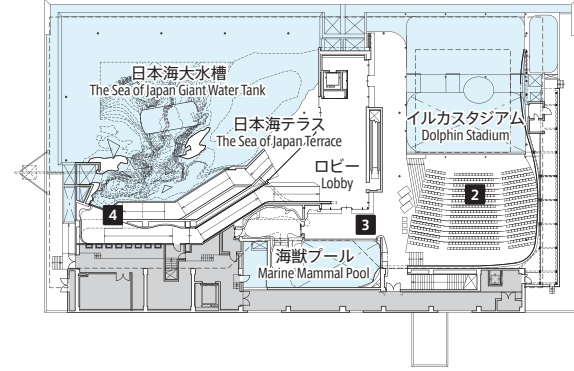 日本海大水槽
The Sea of Japan Giant Water Tank
日本海テラス
The Sea of Japan Terrace
イルカスタジアム
Dolphin Stadium
ロビー
Lobby
2
4
3
海獣プール
Marine Mammal Pool